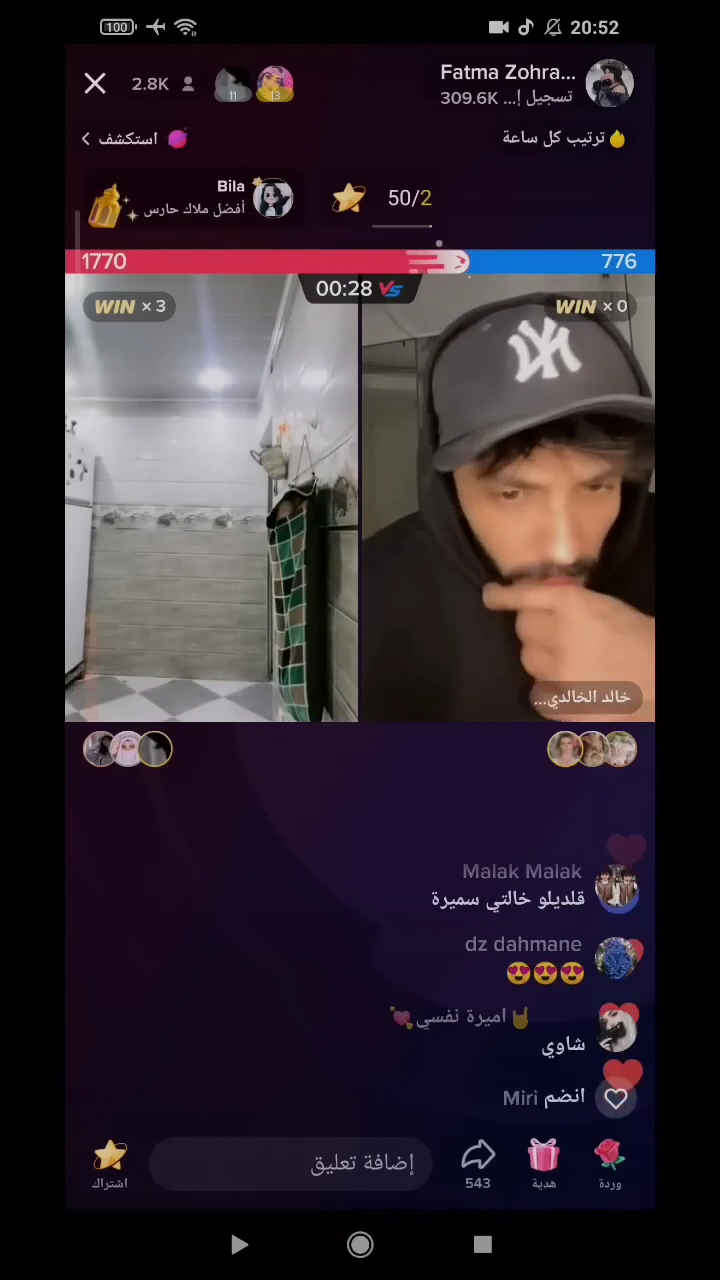 100
20:52
Fatma Zohra...
2.8K
11
13
309.6K تسجيل إ...
ترتيب كل ساعة
استكشف
Bila
أفضل ملاك حارس
50/2
1770
776
00:28 VS
WIN × 3
WIN × 0
خالد الخالدي...
Malak Malak
قلديلو خالتي سميرة
dz dahmane
😍😍😍
🤘اميرة نفسي💘
شاوي
Miri انضم
إضافة تعليق
اشتراك
543
هدية
وردة